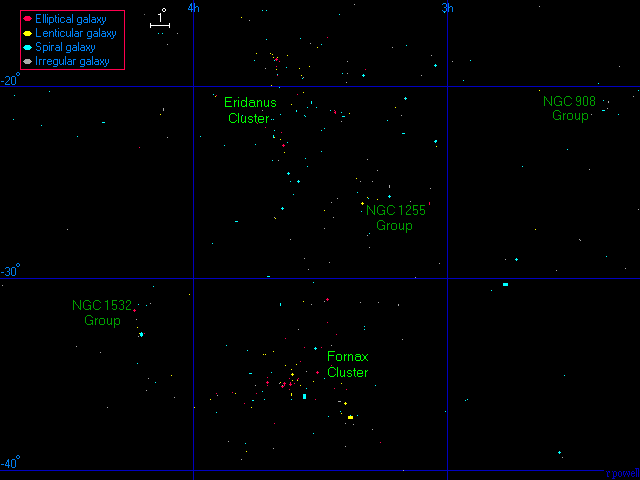 4h
3h
Elliptical galaxy
Lenticular galaxy
Spiral galaxy
Irregular galaxy
1°
-20°
Eridanus
Cluster
NGC 908
Group
NGC 1255
Group
-30°
NGC 1532
Group
Fornax
Cluster
-40°
cpowell